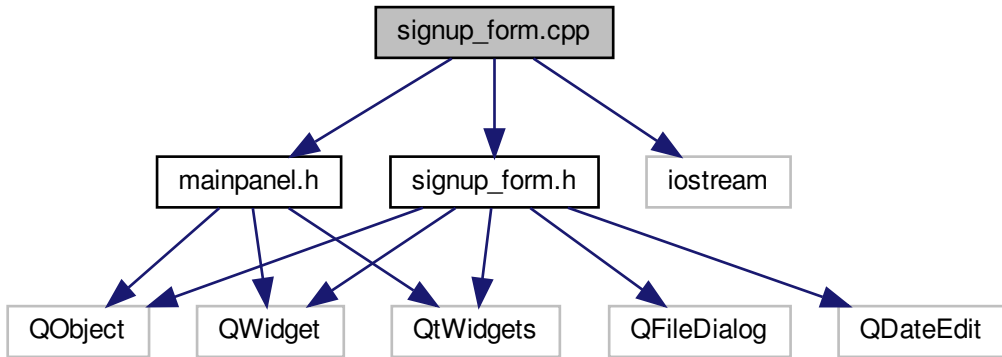 signup_form.cpp
mainpanel.h
signup_form.h
iostream
QObject
QWidget
QtWidgets
QFileDialog
QDateEdit